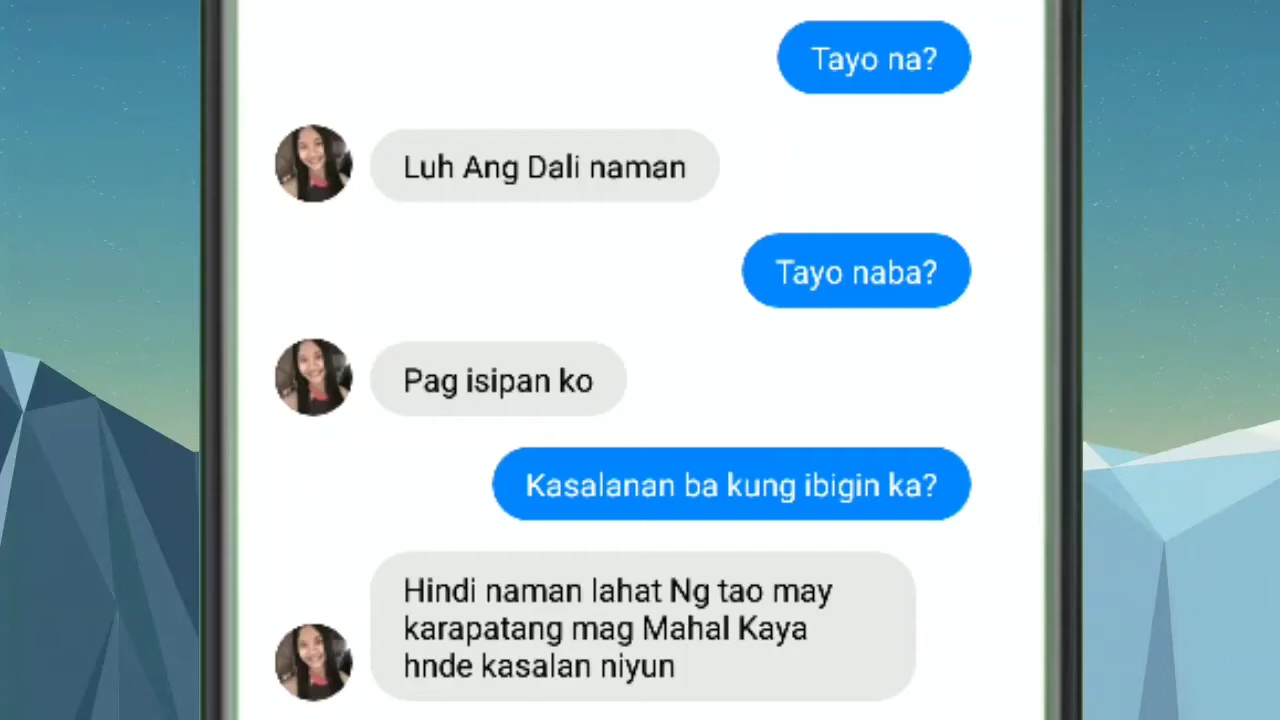 Tayo na?
Luh Ang Dali naman
Tayo naba?
Pag isipan ko
Kasalanan ba kung ibigin ka?
Hindi naman lahat Ng tao may
karapatang mag Mahal Kaya
hnde kasalan niyun